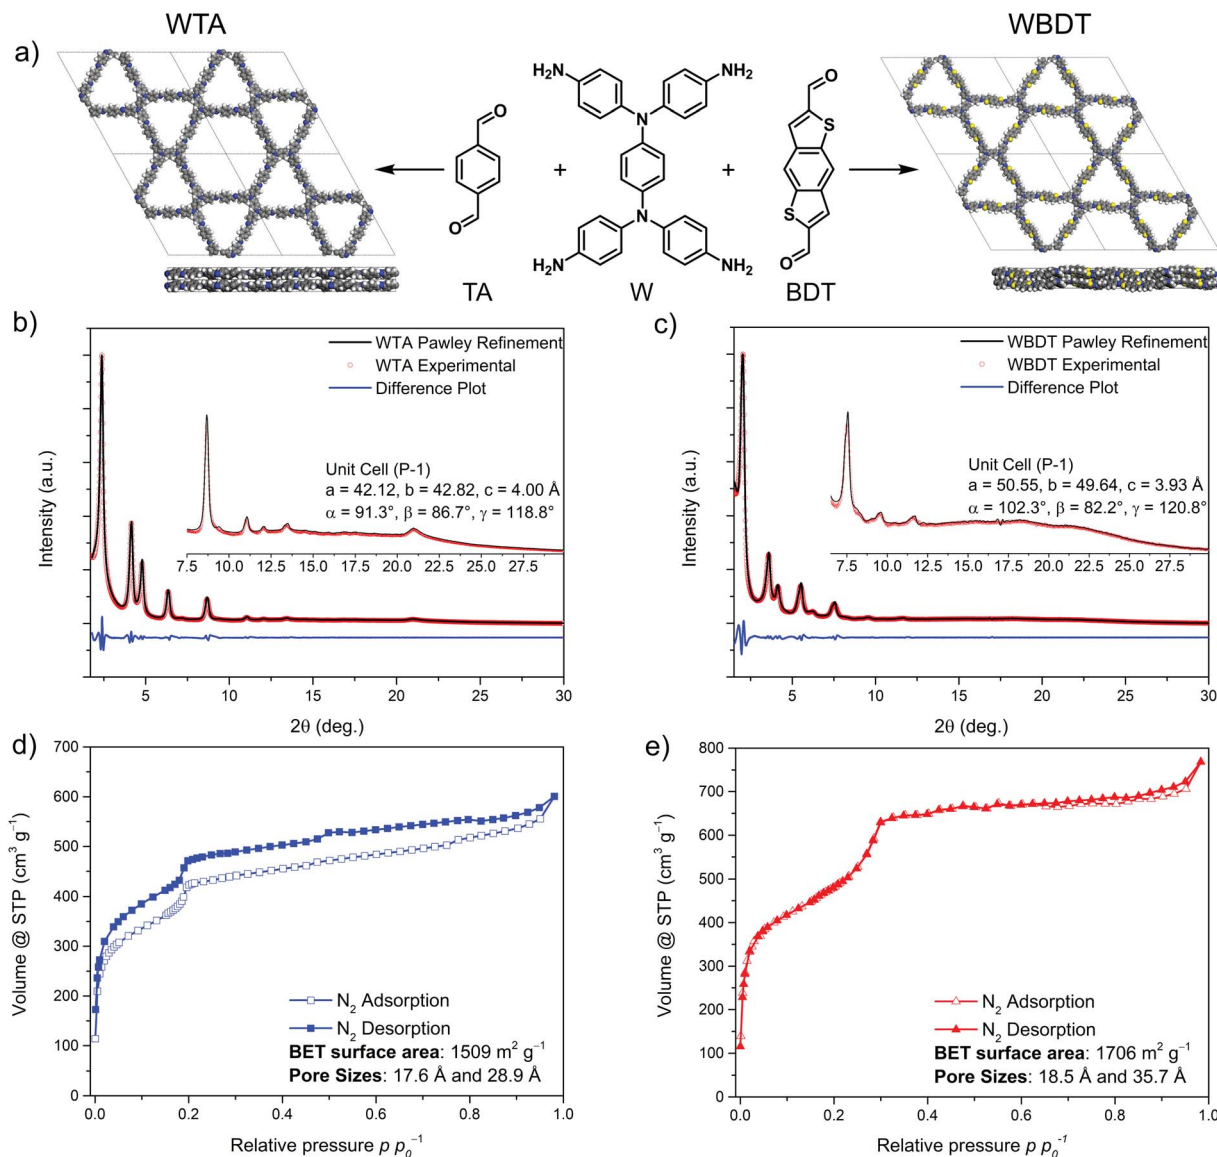 WTA
WBDT
a)
H2N
NH2
O
S
N
+
+
O
N
S
O
H2N
NH2
O
TA
W
BDT
b)
WTA Pawley Refinement
WTA Experimental
Difference Plot
Unit Cell (P-1)
a = 42.12, b = 42.82, c = 4.00 Å
α = 91.3°, β = 86.7°, γ = 118.8°
7.5 10.0 12.5 15.0 17.5 20.0 22.5 25.0 27.5
Intensity (a.u.)
5 10 15 20 25 30
2θ (deg.)
c)
WBDT Pawley Refinement
WBDT Experimental
Difference Plot
Unit Cell (P-1)
a = 50.55, b = 49.64, c = 3.93 Å
α = 102.3°, β = 82.2°, γ = 120.8°
7.5 10.0 12.5 15.0 17.5 20.0 22.5 25.0 27.5
Intensity (a.u.)
5 10 15 20 25 30
2θ (deg.)
d)
700
600
500
400
300
200
100
0
Volume @ STP (cm³ g⁻¹)
N₂ Adsorption
N₂ Desorption
BET surface area: 1509 m² g⁻¹
Pore Sizes: 17.6 Å and 28.9 Å
0.0 0.2 0.4 0.6 0.8 1.0
Relative pressure p p₀⁻¹
e)
800
700
600
500
400
300
200
100
0
Volume @ STP (cm³ g⁻¹)
N₂ Adsorption
N₂ Desorption
BET surface area: 1706 m² g⁻¹
Pore Sizes: 18.5 Å and 35.7 Å
0.0 0.2 0.4 0.6 0.8 1.0
Relative pressure p p₀⁻¹